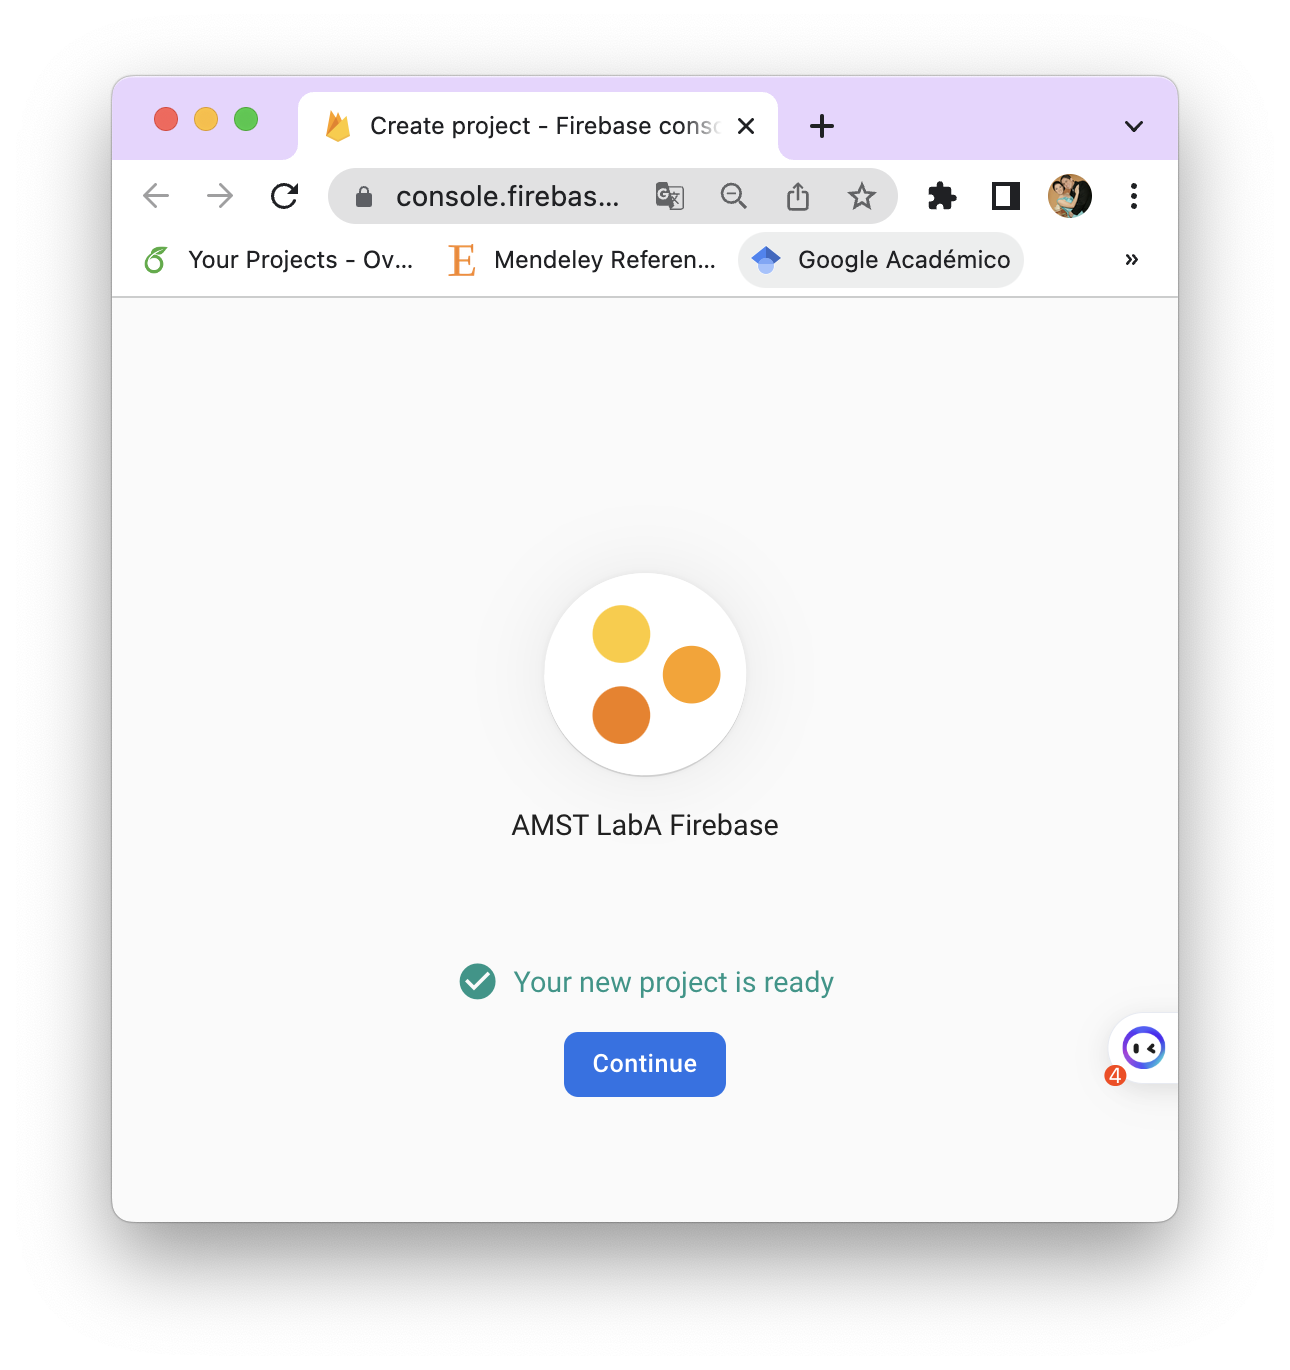 Create project - Firebase conso
console.firebas...
Your Projects - Ov...
E Mendeley Referen...
Google Académico
»
AMST LabA Firebase
Your new project is ready
Continue
4